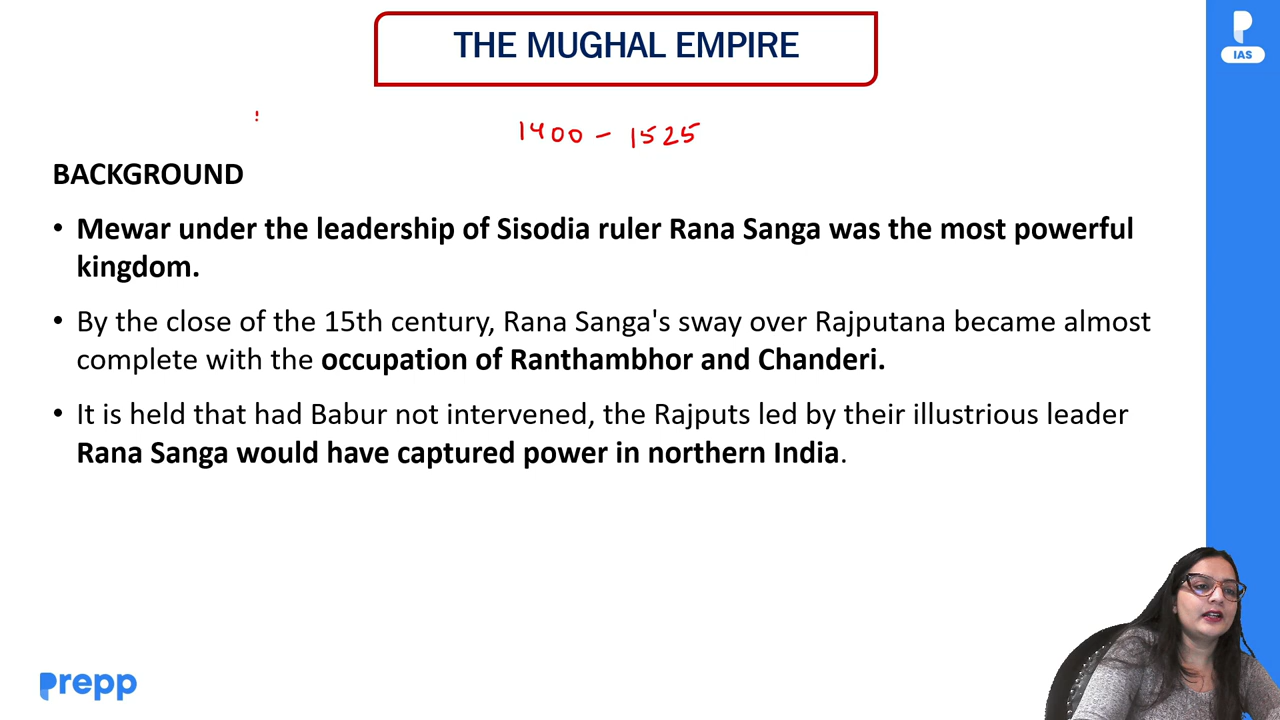 THE MUGHAL EMPIRE
IAS
1400 - 1525
BACKGROUND
• Mewar under the leadership of Sisodia ruler Rana Sanga was the most powerful
kingdom.
• By the close of the 15th century, Rana Sanga's sway over Rajputana became almost
complete with the occupation of Ranthambhor and Chanderi.
• It is held that had Babur not intervened, the Rajputs led by their illustrious leader
Rana Sanga would have captured power in northern India.
prepp